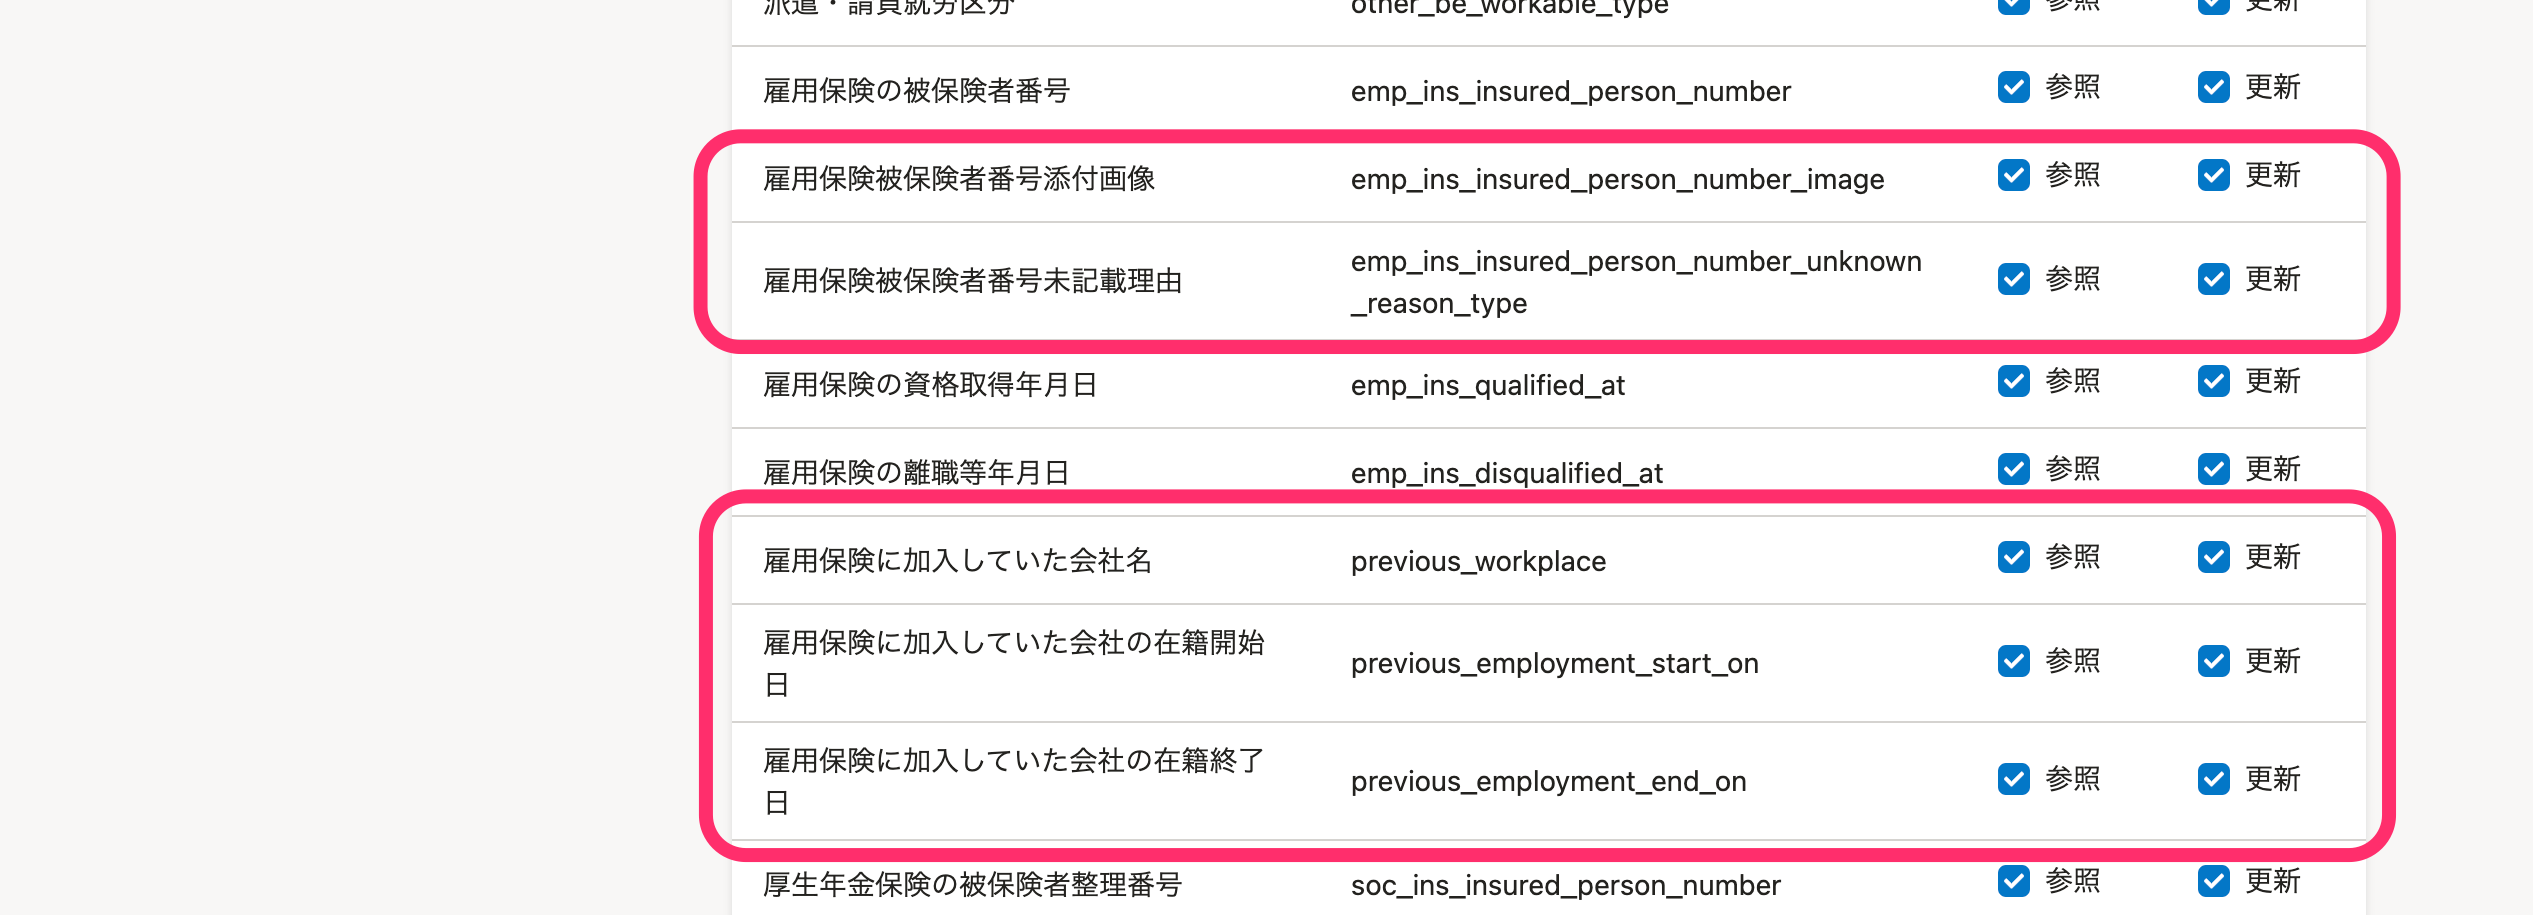 派遣・請負就労区分 other_be_workable_type 参照 更新
雇用保険の被保険者番号 emp_ins_insured_person_number 参照 更新
雇用保険被保険者番号添付画像 emp_ins_insured_person_number_image 参照 更新
雇用保険被保険者番号未記載理由 emp_ins_insured_person_number_unknown 参照 更新
_reason_type
雇用保険の資格取得年月日 emp_ins_qualified_at 参照 更新
雇用保険の離職等年月日 emp_ins_disqualified_at 参照 更新
雇用保険に加入していた会社名 previous_workplace 参照 更新
雇用保険に加入していた会社の在籍開始
日 previous_employment_start_on 参照 更新
雇用保険に加入していた会社の在籍終了
日 previous_employment_end_on 参照 更新
厚生年金保険の被保険者整理番号 soc_ins_insured_person_number 参照 更新